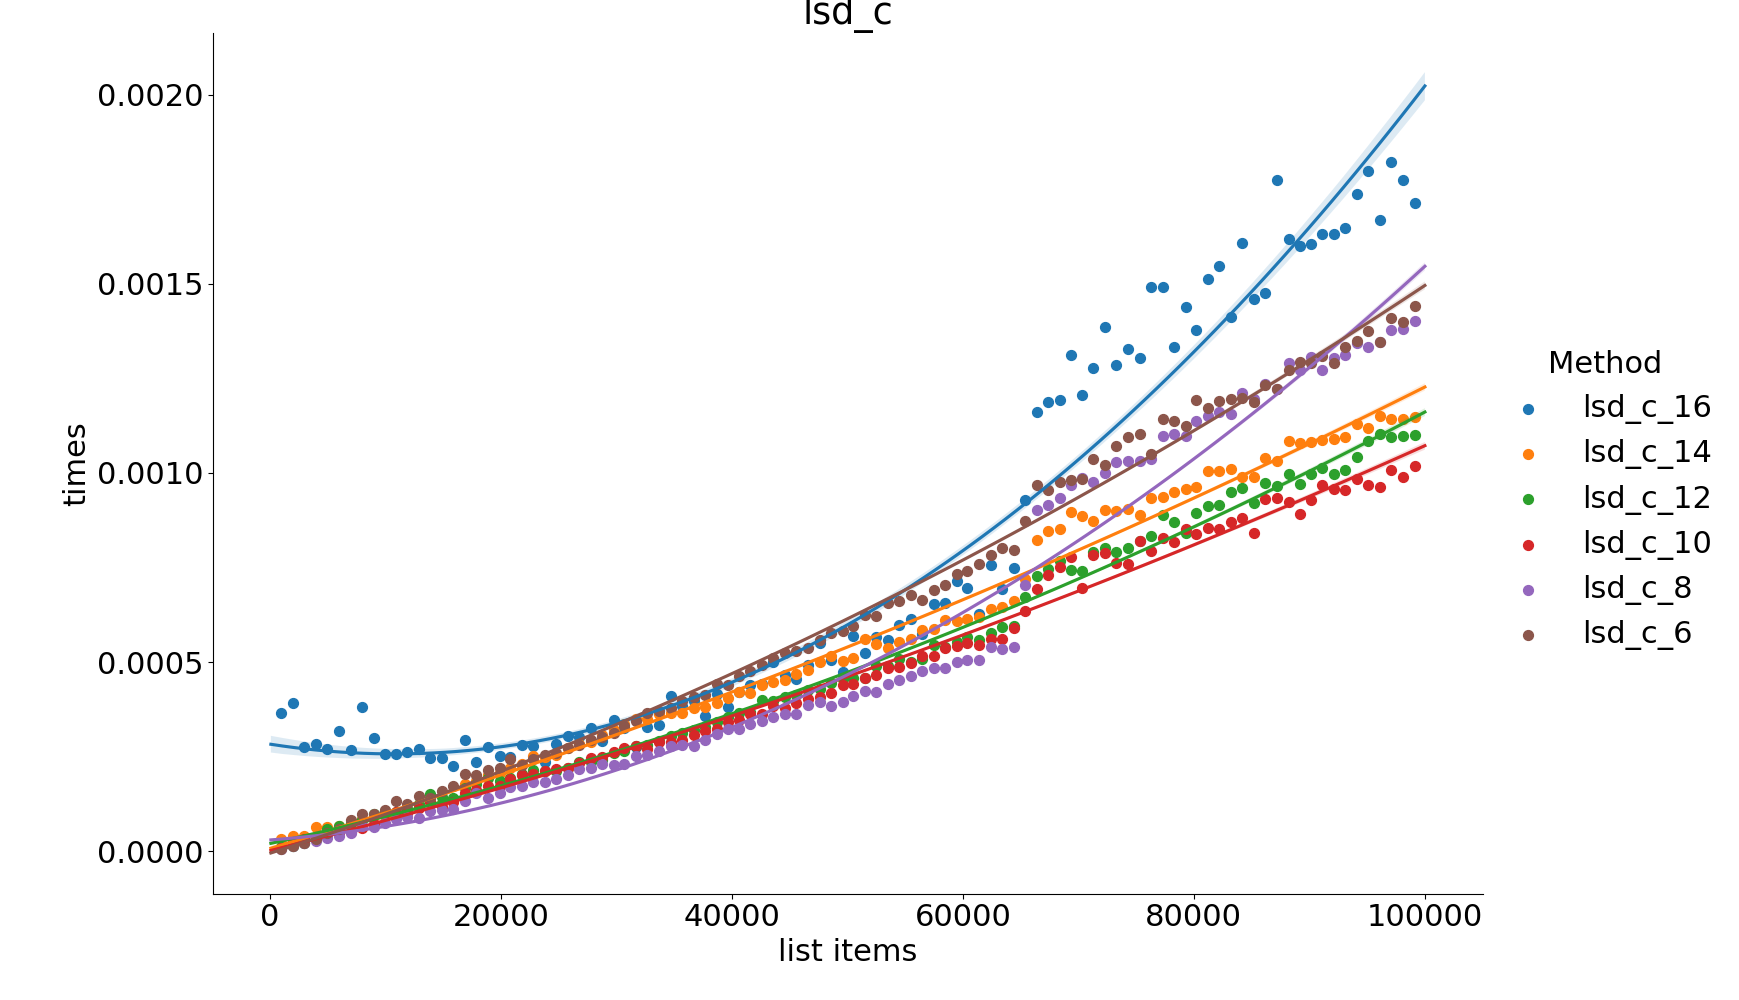 lsd_c
0.0020
0.0015
0.0010
0.0005
0.0000
times
0
20000
40000
60000
80000
100000
list items
Method
lsd_c_16
lsd_c_14
lsd_c_12
lsd_c_10
lsd_c_8
lsd_c_6